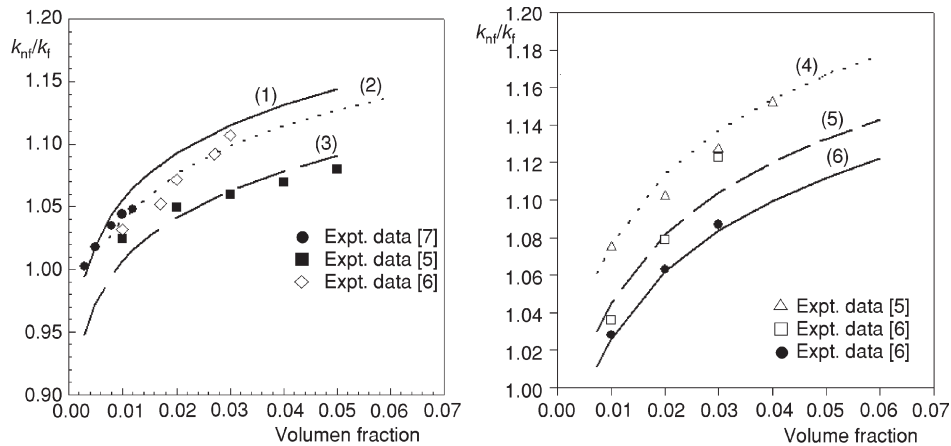 1.20
k_nf/k_f
1.15
1.10
1.05
1.00
0.95
0.90
(1)
(2)
(3)
Expt. data [7]
Expt. data [5]
Expt. data [6]
0.00 0.01 0.02 0.03 0.04 0.05 0.06 0.07
Volumen fraction
1.20
k_nf/k_f
1.18
1.16
1.14
1.12
1.10
1.08
1.06
1.04
1.02
1.00
(4)
(5)
(6)
Expt. data [5]
Expt. data [6]
Expt. data [6]
0.00 0.01 0.02 0.03 0.04 0.05 0.06 0.07
Volume fraction